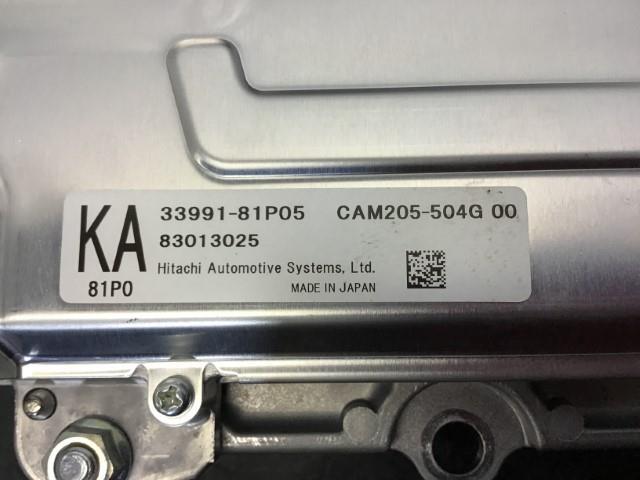 KA 33991-81P05 CAM205-504G 00
83013025
81P0 Hitachi Automotive Systems, Ltd.
MADE IN JAPAN